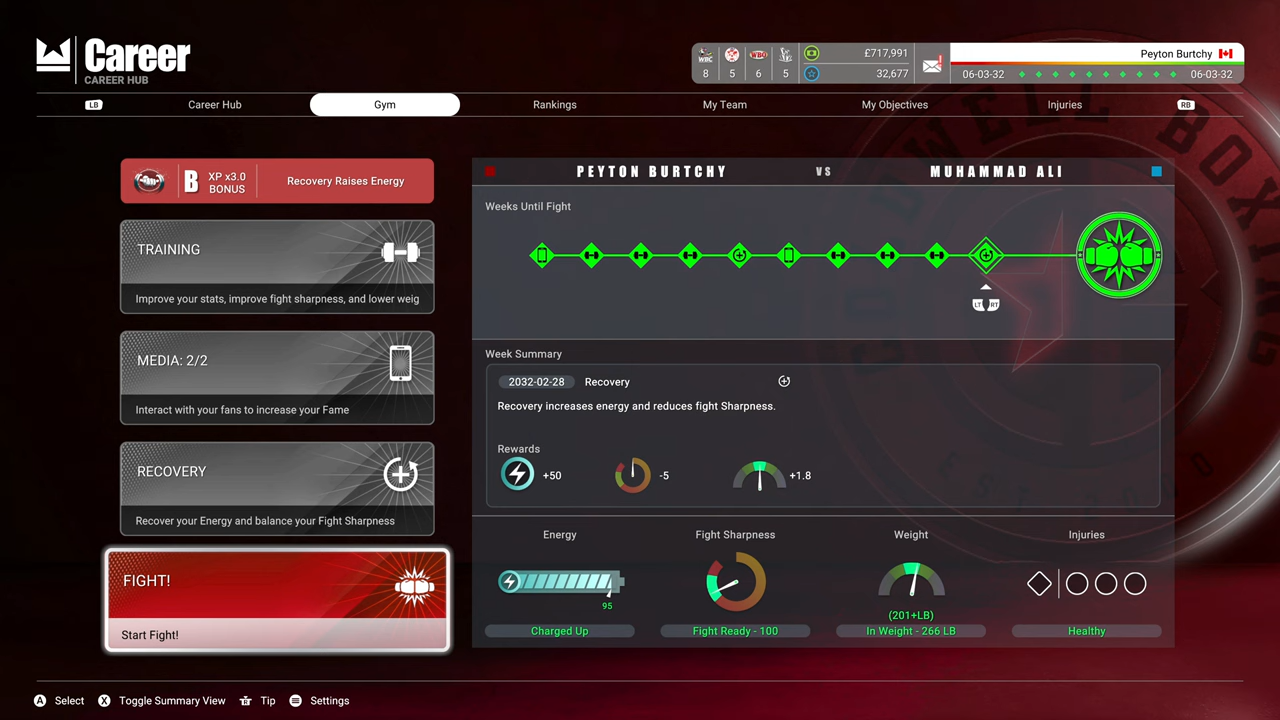 Career
CAREER HUB
WBC
WBO
8
5
6
5
£717,991
32,677
Peyton Burtchy
06-03-32
06-03-32
LB
Career Hub
Gym
Rankings
My Team
My Objectives
Injuries
RB
B
XP x3.0
BONUS
Recovery Raises Energy
TRAINING
Improve your stats, improve fight sharpness, and lower weig
MEDIA: 2/2
Interact with your fans to increase your Fame
RECOVERY
Recover your Energy and balance your Fight Sharpness
FIGHT!
Start Fight!
PEYTON BURTCHY
VS
MUHAMMAD ALI
Weeks Until Fight
LT
RT
Week Summary
2032-02-28
Recovery
Recovery increases energy and reduces fight Sharpness.
Rewards
+50
-5
+1.8
Energy
95
Charged Up
Fight Sharpness
Fight Ready - 100
Weight
(201+LB)
In Weight - 266 LB
Injuries
Healthy
A Select
X Toggle Summary View
Tip
Settings